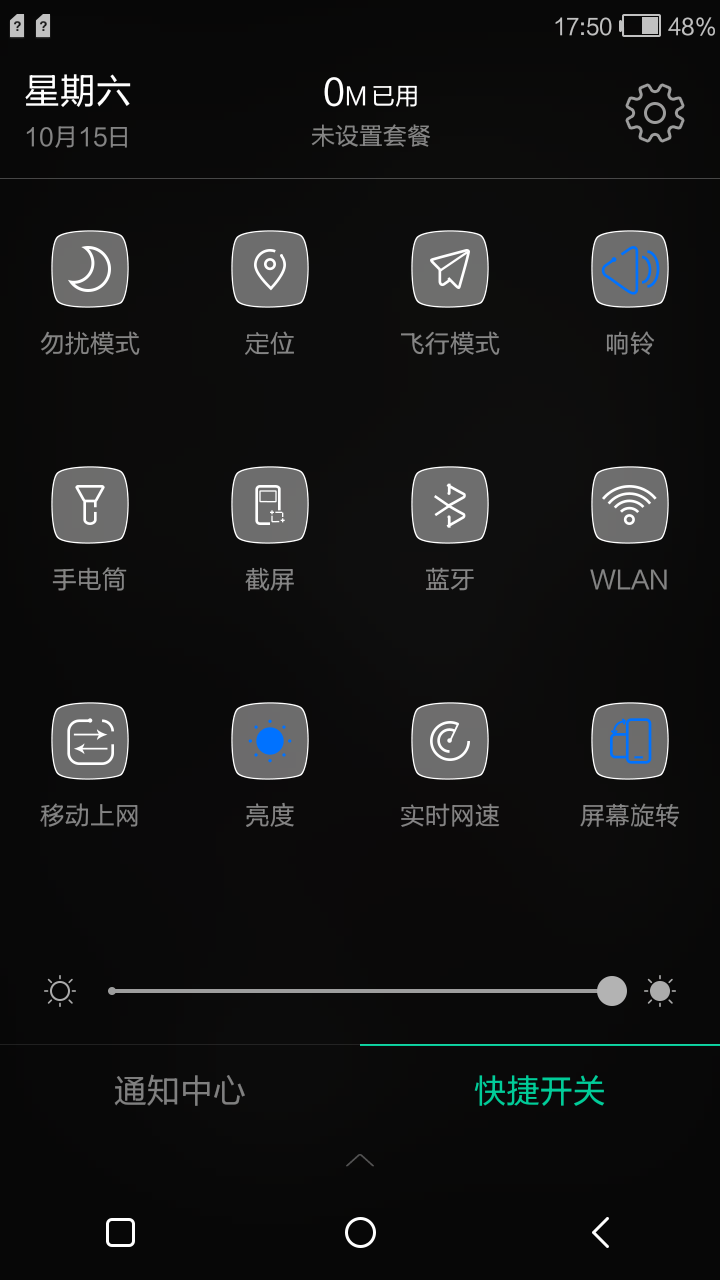 17:50 48%
星期六
0M 已用
10月15日
未设置套餐
勿扰模式 定位 飞行模式 响铃
手电筒 截屏 蓝牙 WLAN
移动上网 亮度 实时网速 屏幕旋转
通知中心 快捷开关